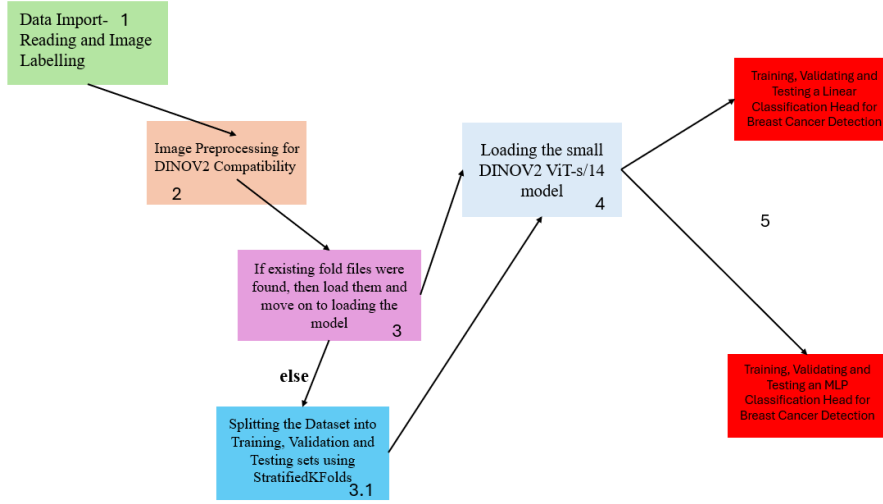 Data Import- 1
Reading and Image
Labelling
Image Preprocessing for
DINOV2 Compatibility
2
If existing fold files were
found, then load them and
move on to loading the
model
3
else
Splitting the Dataset into
Training, Validation and
Testing sets using
StratifiedKFolds
3.1
Loading the small
DINOV2 ViT-s/14
model
4
Training, Validating and
Testing a Linear
Classification Head for
Breast Cancer Detection
5
Training, Validating and
Testing an MLP
Classification Head for
Breast Cancer Detection